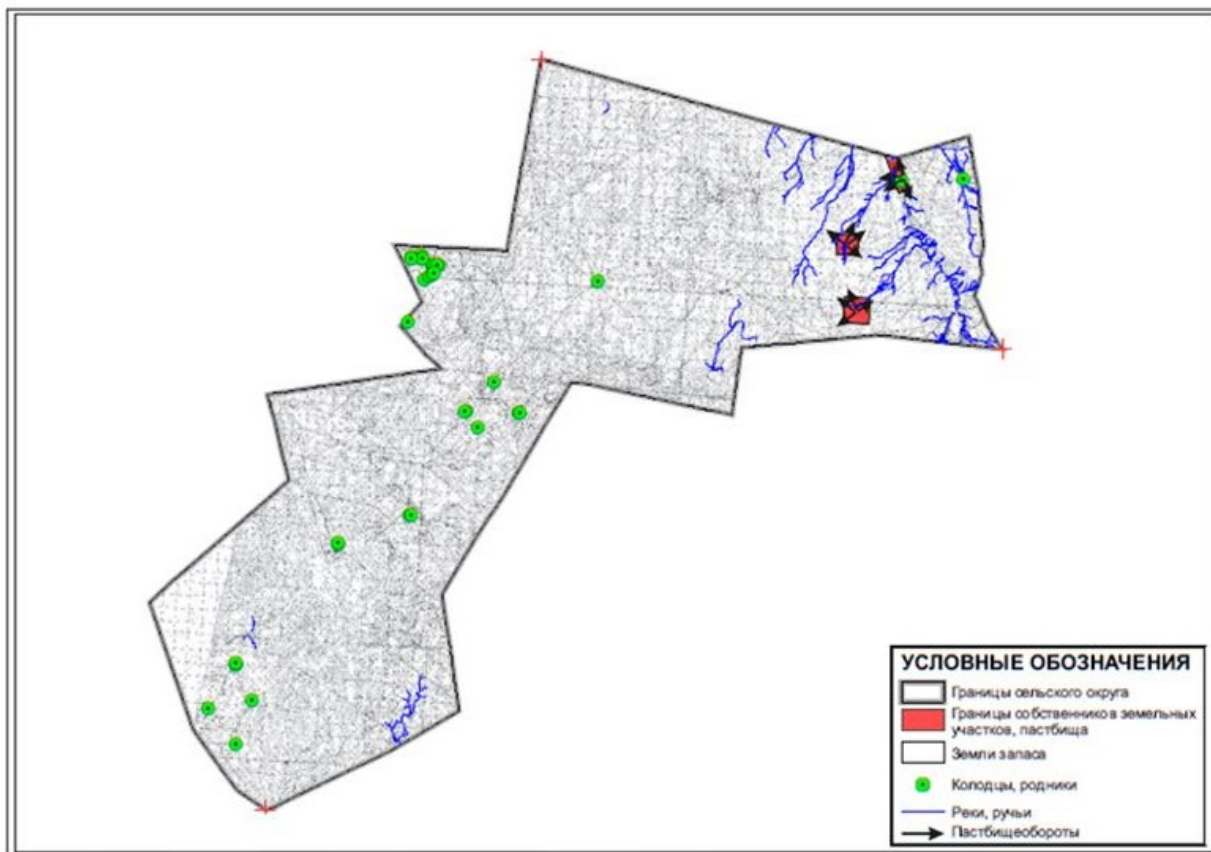 УСЛОВНЫЕ ОБОЗНАЧЕНИЯ
Границы сельского округа
Границы собственников земельных
участков, пастбища
Земли запаса
Колодцы, родники
Реки, ручьи
Пастбищеобороты